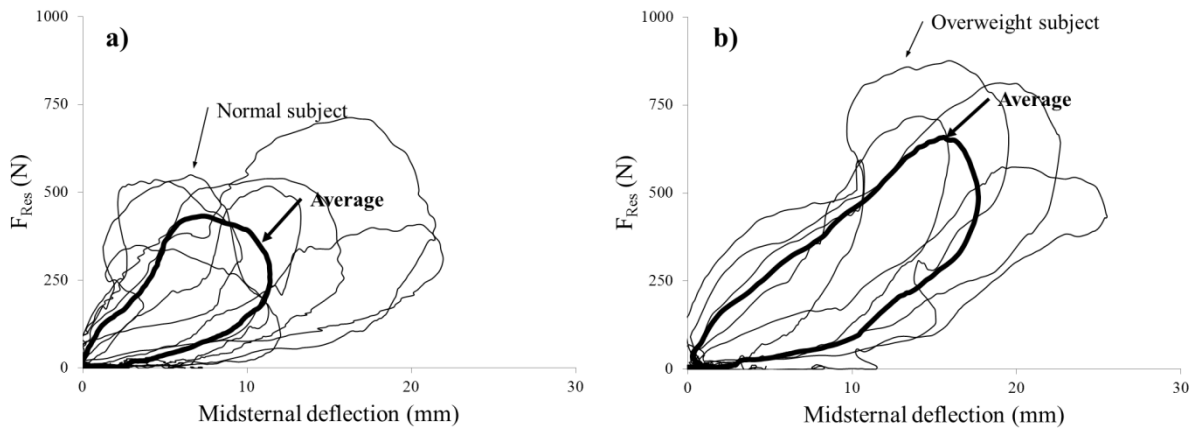 a)
1000
750
500
250
0
F_Res (N)
Normal subject
Average
0
10
20
30
Midsternal deflection (mm)
b)
1000
750
500
250
0
F_Res (N)
Overweight subject
Average
0
10
20
30
Midsternal deflection (mm)